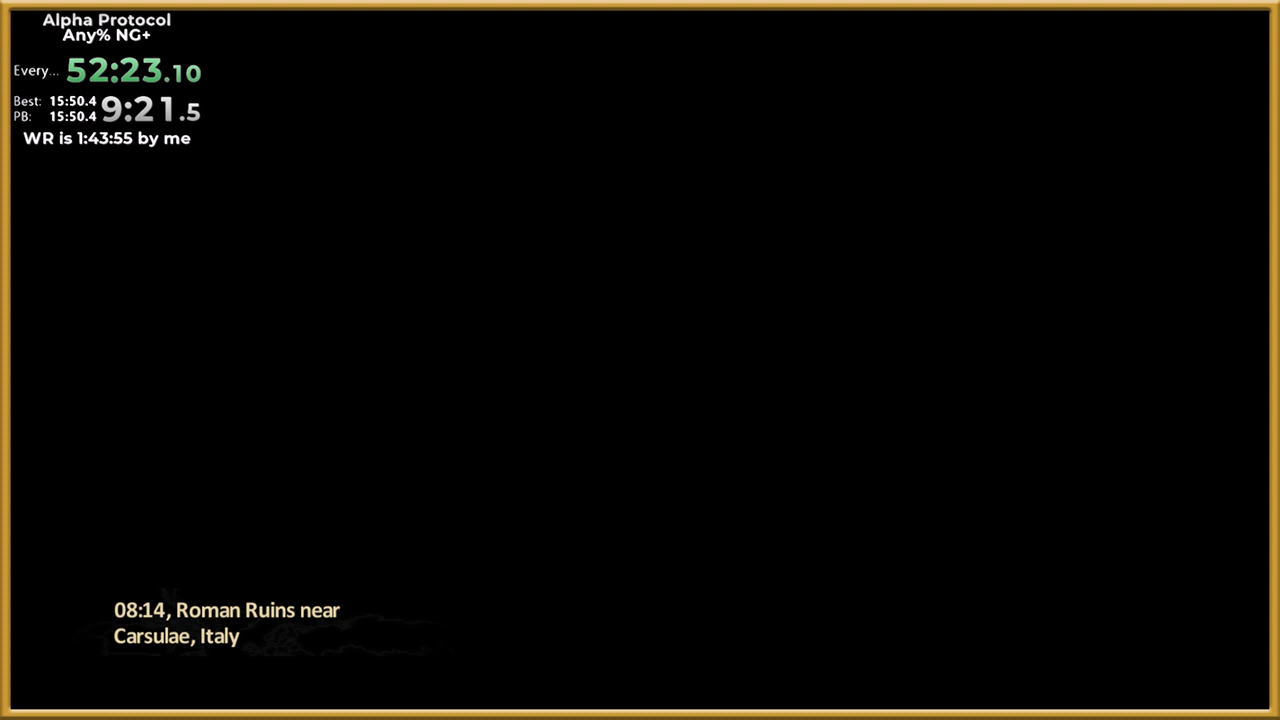 Alpha Protocol
Any% NG+
Every... 52:23.10
Best: 15:50.4 9:21.5
PB: 15:50.4
WR is 1:43:55 by me
08:14, Roman Ruins near
Carsulae, Italy